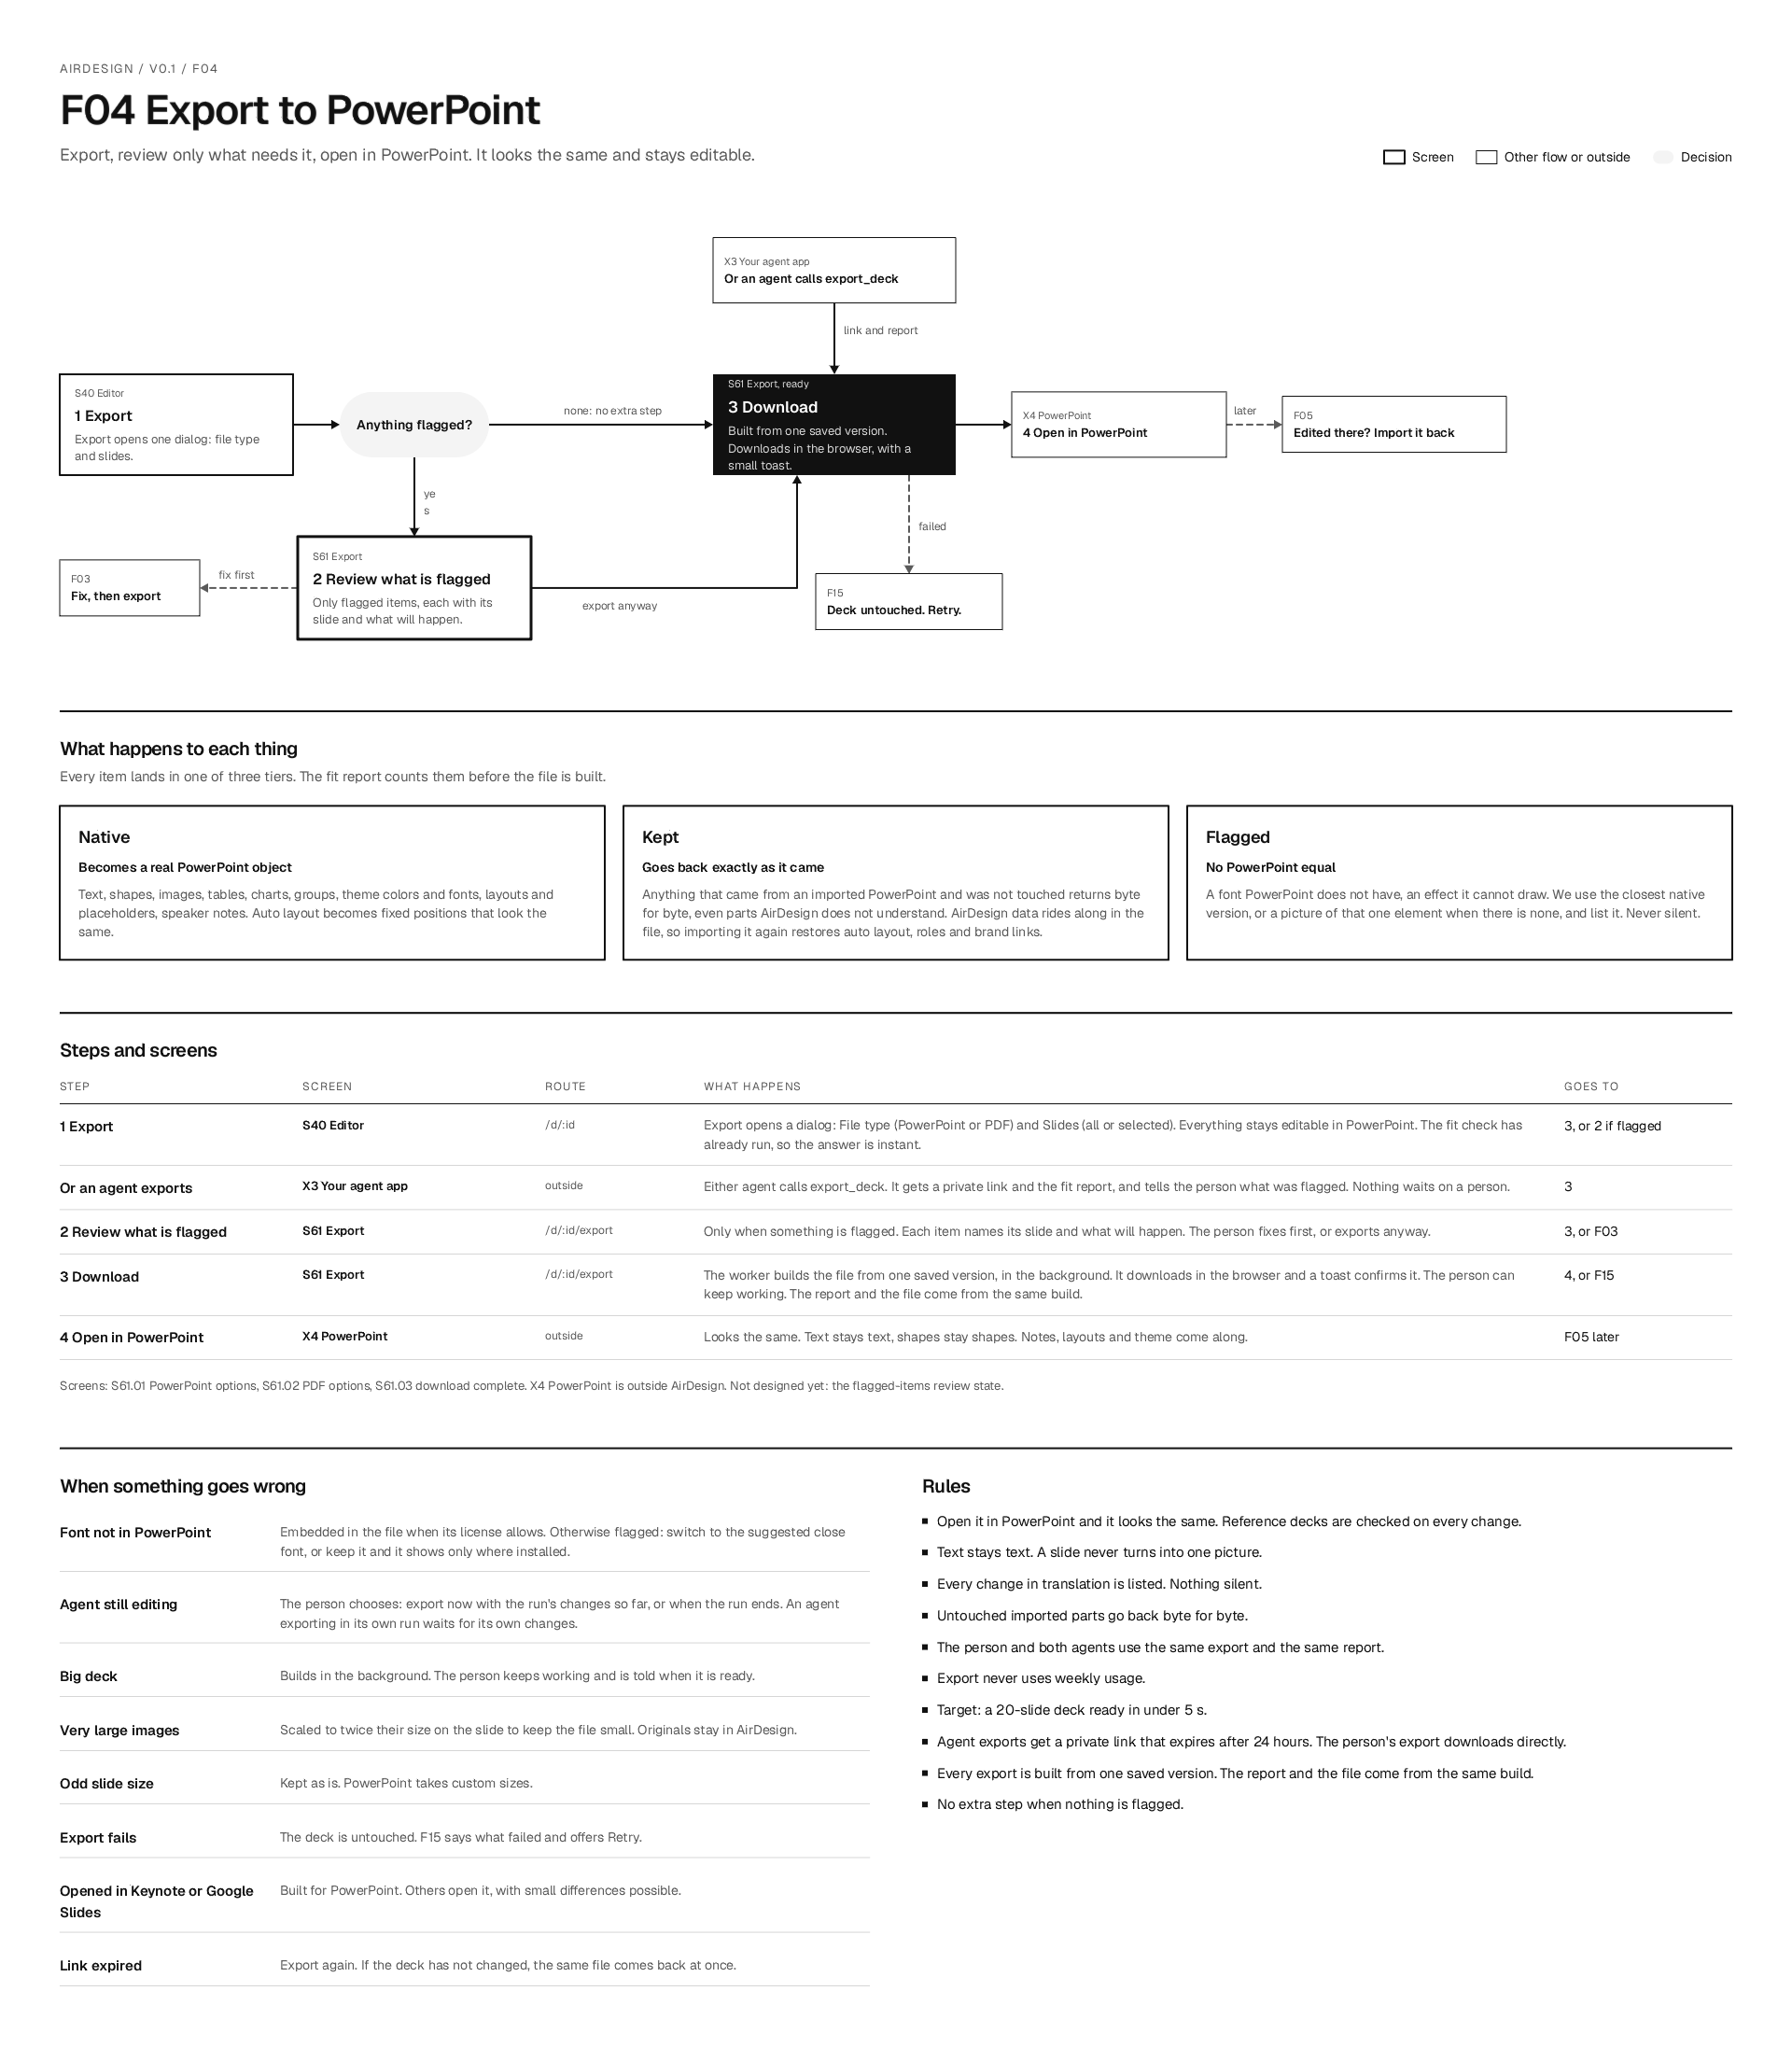 AIRDESIGN / V0.1 / F04
F04 Export to PowerPoint
Export, review only what needs it, open in PowerPoint. It looks the same and stays editable.
Screen
Other flow or outside
Decision
X3 Your agent app
Or an agent calls export_deck
link and report
S40 Editor
1 Export
Export opens one dialog: file type
and slides.
Anything flagged?
none: no extra step
S61 Export, ready
3 Download
Built from one saved version.
Downloads in the browser, with a
small toast.
X4 PowerPoint
4 Open in PowerPoint
later
F05
Edited there? Import it back
ye
s
failed
F03
Fix, then export
fix first
S61 Export
2 Review what is flagged
Only flagged items, each with its
slide and what will happen.
export anyway
F15
Deck untouched. Retry.
What happens to each thing
Every item lands in one of three tiers. The fit report counts them before the file is built.
Native
Becomes a real PowerPoint object
Text, shapes, images, tables, charts, groups, theme colors and fonts, layouts and
placeholders, speaker notes. Auto layout becomes fixed positions that look the
same.
Kept
Goes back exactly as it came
Anything that came from an imported PowerPoint and was not touched returns byte
for byte, even parts AirDesign does not understand. AirDesign data rides along in the
file, so importing it again restores auto layout, roles and brand links.
Flagged
No PowerPoint equal
A font PowerPoint does not have, an effect it cannot draw. We use the closest native
version, or a picture of that one element when there is none, and list it. Never silent.
Steps and screens
STEP SCREEN ROUTE WHAT HAPPENS GOES TO
1 Export S40 Editor /d/:id Export opens a dialog: File type (PowerPoint or PDF) and Slides (all or selected). Everything stays editable in PowerPoint. The fit check has 3, or 2 if flagged
already run, so the answer is instant.
Or an agent exports X3 Your agent app outside Either agent calls export_deck. It gets a private link and the fit report, and tells the person what was flagged. Nothing waits on a person. 3
2 Review what is flagged S61 Export /d/:id/export Only when something is flagged. Each item names its slide and what will happen. The person fixes first, or exports anyway. 3, or F03
3 Download S61 Export /d/:id/export The worker builds the file from one saved version, in the background. It downloads in the browser and a toast confirms it. The person can 4, or F15
keep working. The report and the file come from the same build.
4 Open in PowerPoint X4 PowerPoint outside Looks the same. Text stays text, shapes stay shapes. Notes, layouts and theme come along. F05 later
Screens: S61.01 PowerPoint options, S61.02 PDF options, S61.03 download complete. X4 PowerPoint is outside AirDesign. Not designed yet: the flagged-items review state.
When something goes wrong
Font not in PowerPoint Embedded in the file when its license allows. Otherwise flagged: switch to the suggested close
font, or keep it and it shows only where installed.
Agent still editing The person chooses: export now with the run's changes so far, or when the run ends. An agent
exporting in its own run waits for its own changes.
Big deck Builds in the background. The person keeps working and is told when it is ready.
Very large images Scaled to twice their size on the slide to keep the file small. Originals stay in AirDesign.
Odd slide size Kept as is. PowerPoint takes custom sizes.
Export fails The deck is untouched. F15 says what failed and offers Retry.
Opened in Keynote or Google Built for PowerPoint. Others open it, with small differences possible.
Slides
Link expired Export again. If the deck has not changed, the same file comes back at once.
Rules
Open it in PowerPoint and it looks the same. Reference decks are checked on every change.
Text stays text. A slide never turns into one picture.
Every change in translation is listed. Nothing silent.
Untouched imported parts go back byte for byte.
The person and both agents use the same export and the same report.
Export never uses weekly usage.
Target: a 20-slide deck ready in under 5 s.
Agent exports get a private link that expires after 24 hours. The person's export downloads directly.
Every export is built from one saved version. The report and the file come from the same build.
No extra step when nothing is flagged.